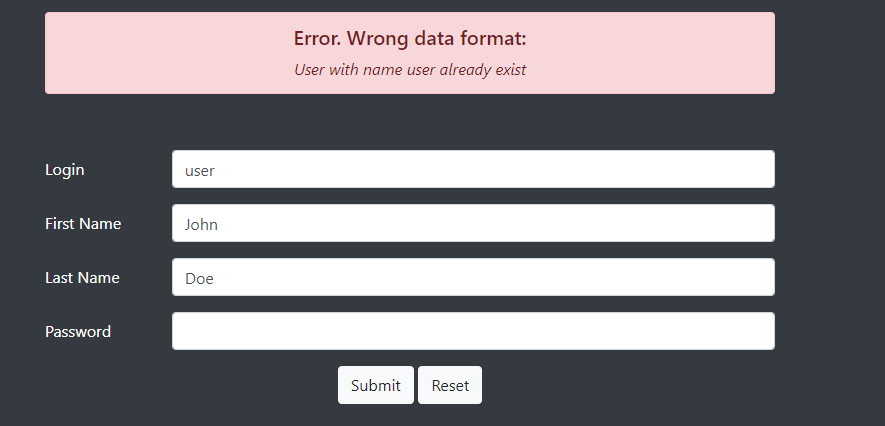 Error. Wrong data format:
User with name user already exist
Login user
First Name John
Last Name Doe
Password
Submit Reset